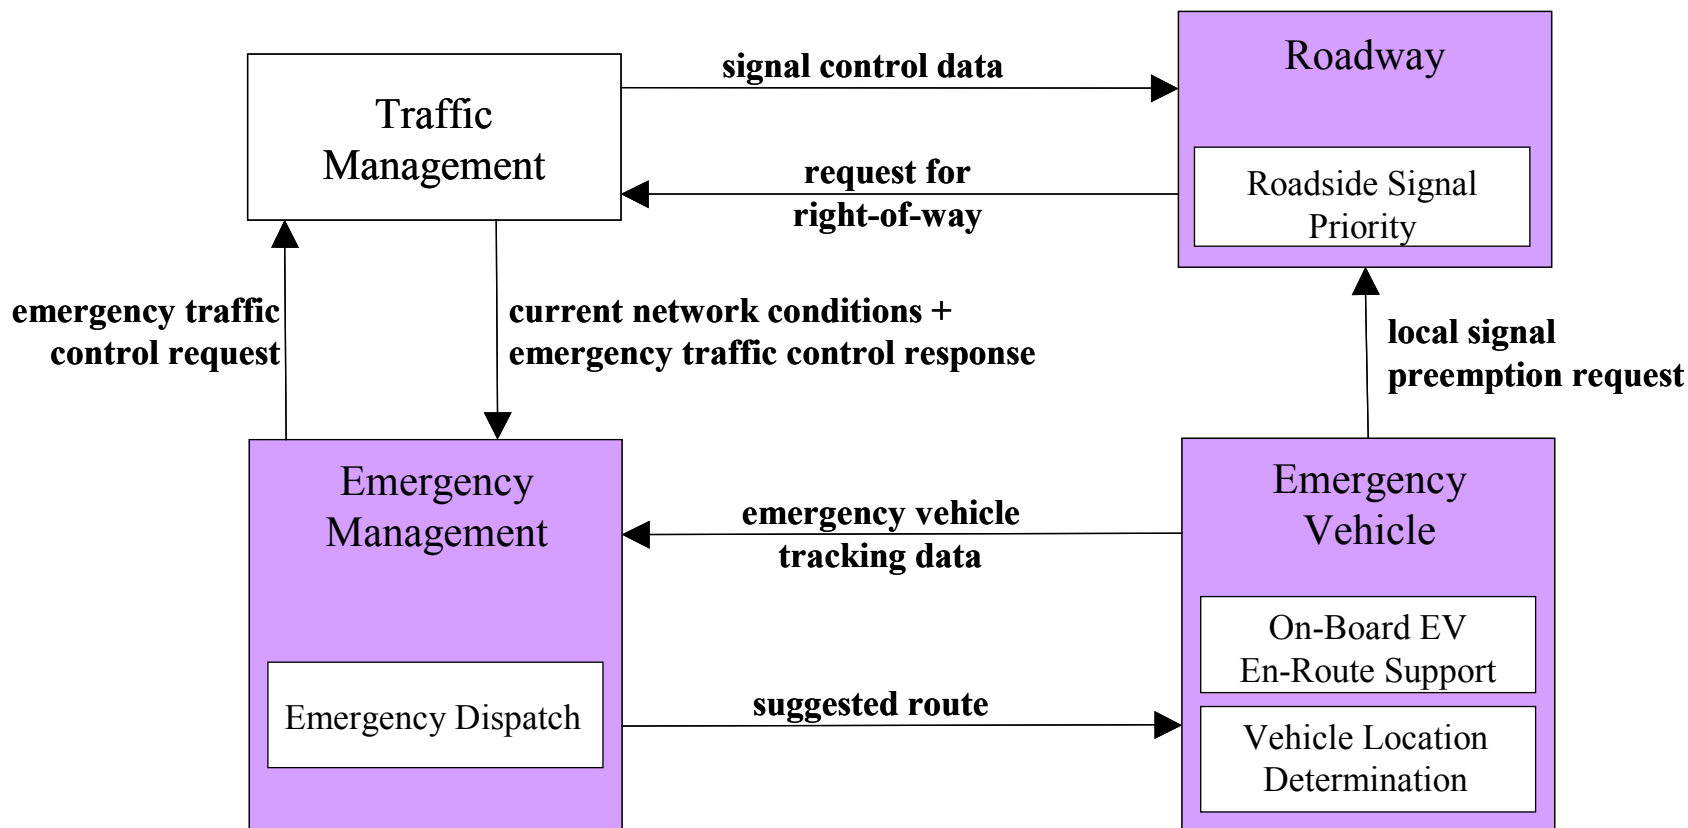 Traffic
Management
signal control data
request for
right-of-way
Roadway
Roadside Signal
Priority
emergency traffic
control request
current network conditions +
emergency traffic control response
local signal
preemption request
Emergency
Management
Emergency Dispatch
emergency vehicle
tracking data
suggested route
Emergency
Vehicle
On-Board EV
En-Route Support
Vehicle Location
Determination